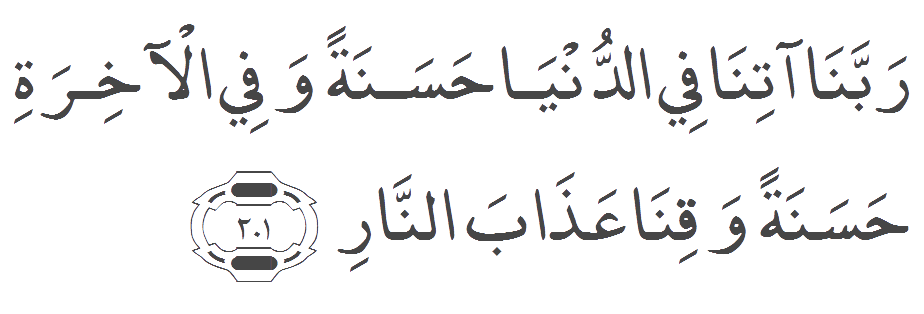 رَبَّنَا آتِنَا فِي الدُّنْيَا حَسَنَةً وَفِي الْآخِرَةِ
حَسَنَةً وَقِنَا عَذَابَ النَّارِ ٢٠١